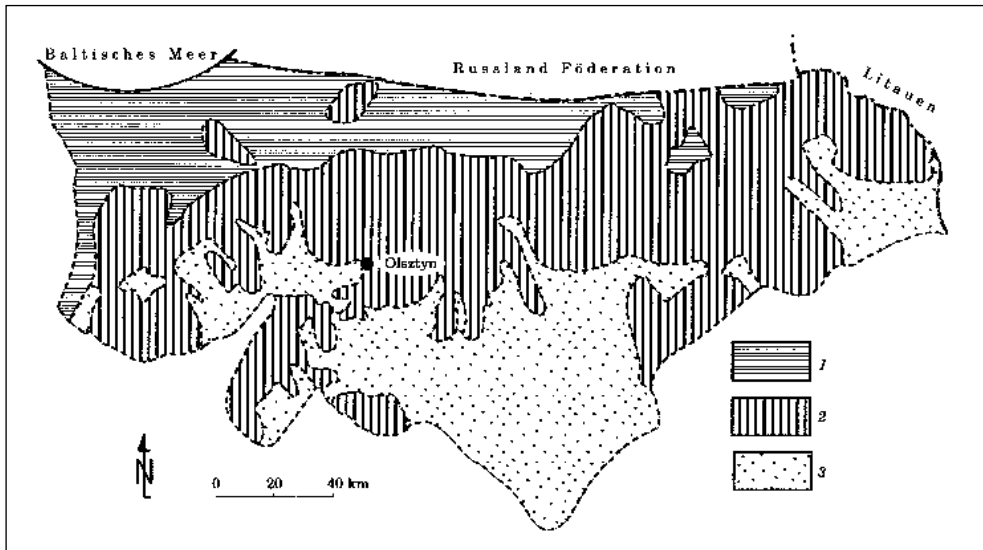 Baltisches Meer
Russland Föderation
Litauen
Olsztyn
1
2
3
N
0 20 40 km